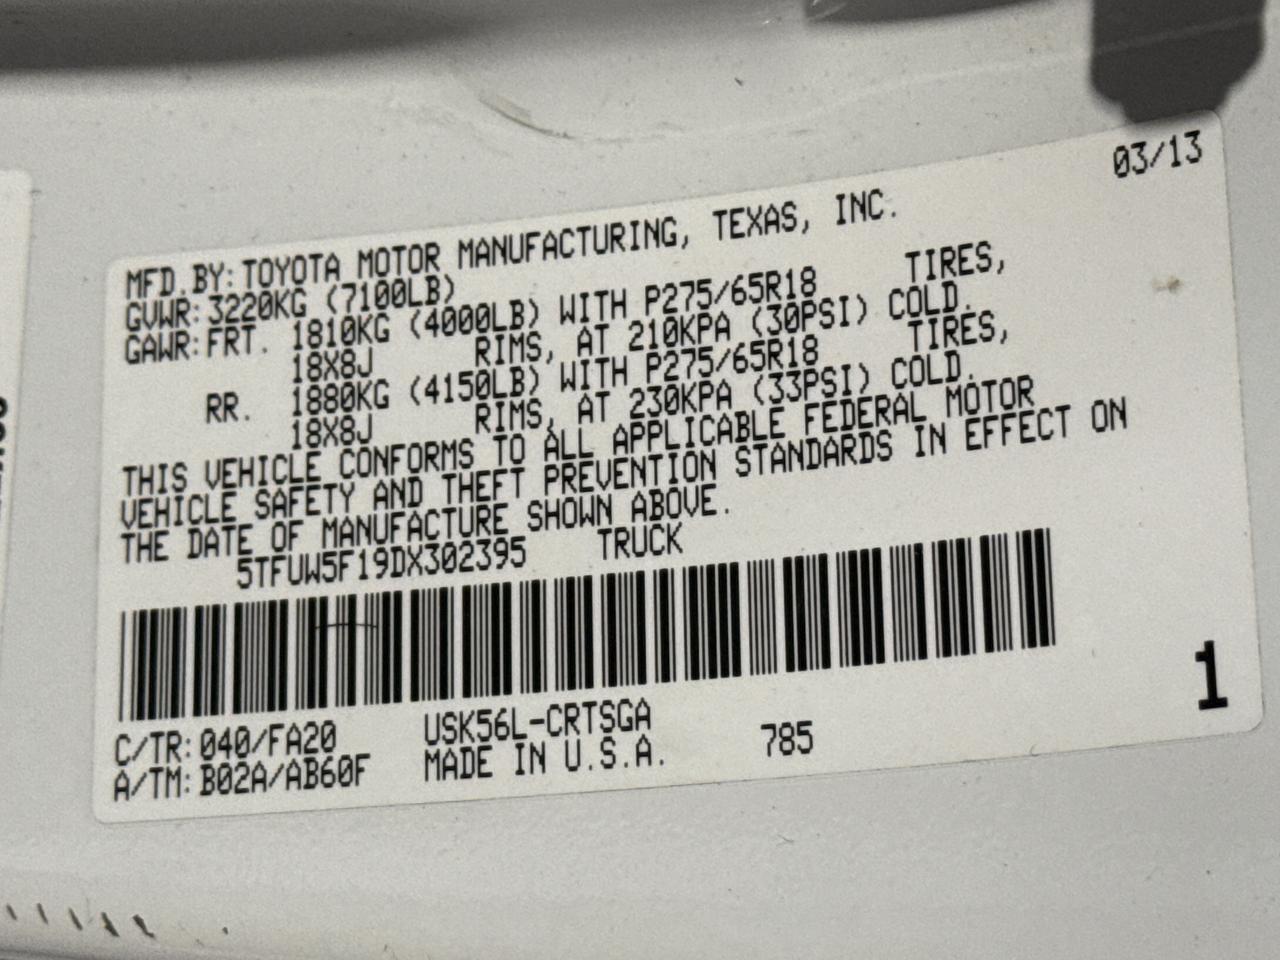 03/13
MFD.BY:TOYOTA MOTOR MANUFACTURING, TEXAS, INC.
GVWR:3220KG (7100LB)
GAWR:FRT. 1810KG (4000LB) WITH P275/65R18 TIRES,
18X8J RIMS, AT 210KPA (30PSI) COLD.
RR. 1880KG (4150LB) WITH P275/65R18 TIRES,
18X8J RIMS, AT 230KPA (33PSI) COLD.
THIS VEHICLE CONFORMS TO ALL APPLICABLE FEDERAL MOTOR
VEHICLE SAFETY AND THEFT PREVENTION STANDARDS IN EFFECT ON
THE DATE OF MANUFACTURE SHOWN ABOVE.
5TFUW5F19DX302395 TRUCK
C/TR:040/FA20 USK56L-CRTSGA
A/TM:B02A/AB60F MADE IN U.S.A. 785
1